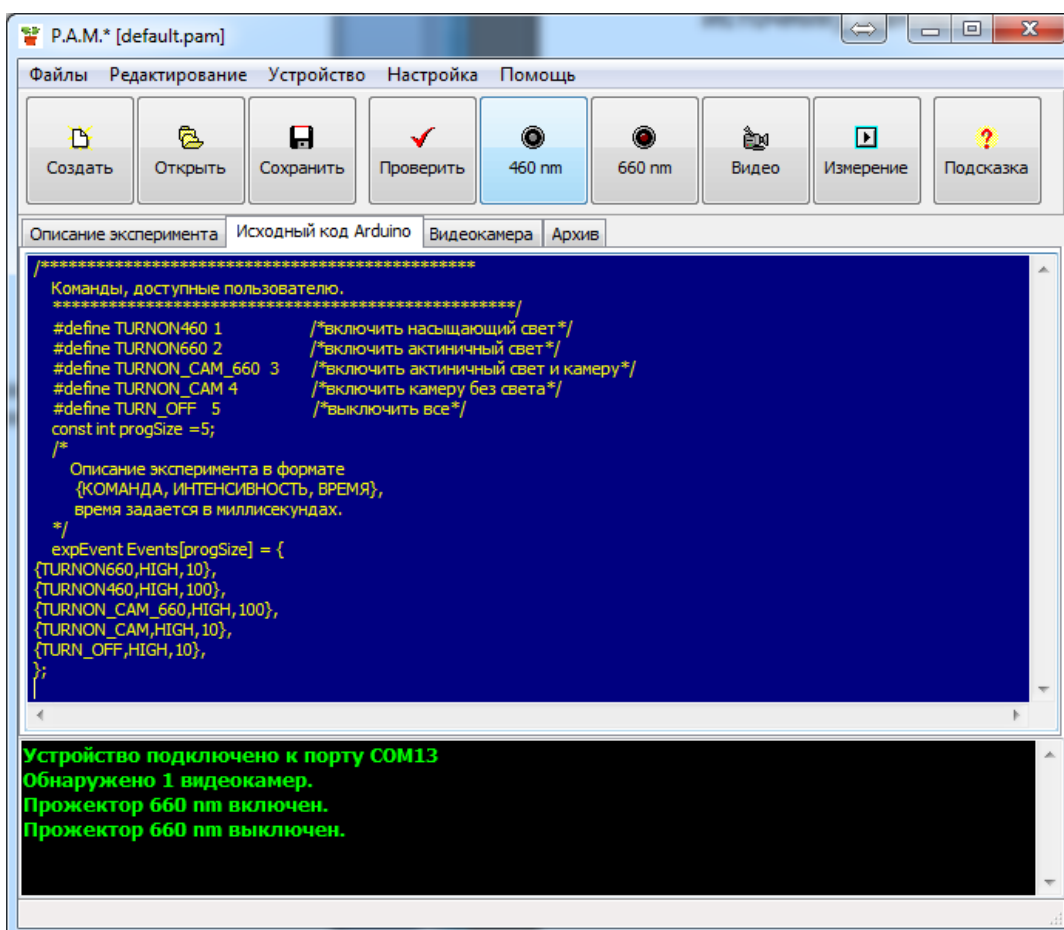 P.A.M.* [default.pam]
Файлы Редактирование Устройство Настройка Помощь
Создать Открыть Сохранить Проверить 460 nm 660 nm Видео Измерение Подсказка
Описание эксперимента Исходный код Arduino Видеокамера Архив
/***********************************************
Команды, доступные пользователю.
**************************************************/
#define TURNON460 1 /*включить насыщающий свет*/
#define TURNON660 2 /*включить актиничный свет*/
#define TURNON_CAM_660 3 /*включить актиничный свет и камеру*/
#define TURNON_CAM 4 /*включить камеру без света*/
#define TURN_OFF 5 /*выключить все*/
const int progSize =5;
/*
Описание эксперимента в формате
{КОМАНДА, ИНТЕНСИВНОСТЬ, ВРЕМЯ},
время задается в миллисекундах.
*/
expEvent Events[progSize] = {
{TURNON660,HIGH,10},
{TURNON460,HIGH,100},
{TURNON_CAM_660,HIGH,100},
{TURNON_CAM,HIGH,10},
{TURN_OFF,HIGH,10},
};
Устройство подключено к порту COM13
Обнаружено 1 видеокамер.
Прожектор 660 nm включен.
Прожектор 660 nm выключен.